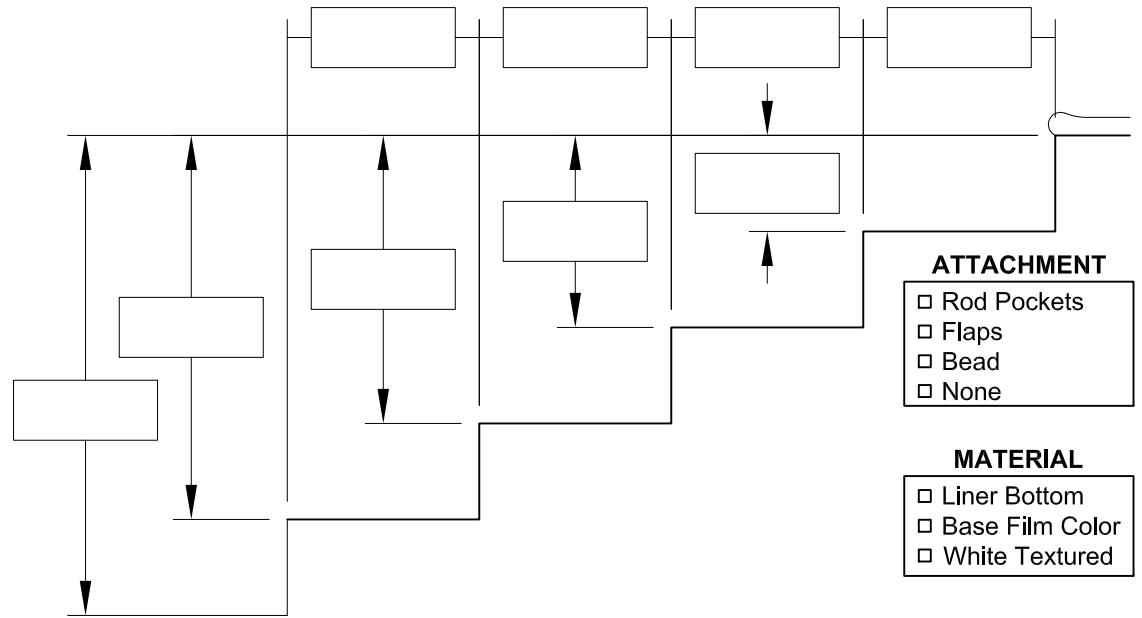 ATTACHMENT
Rod Pockets
Flaps
Bead
None
MATERIAL
Liner Bottom
Base Film Color
White Textured